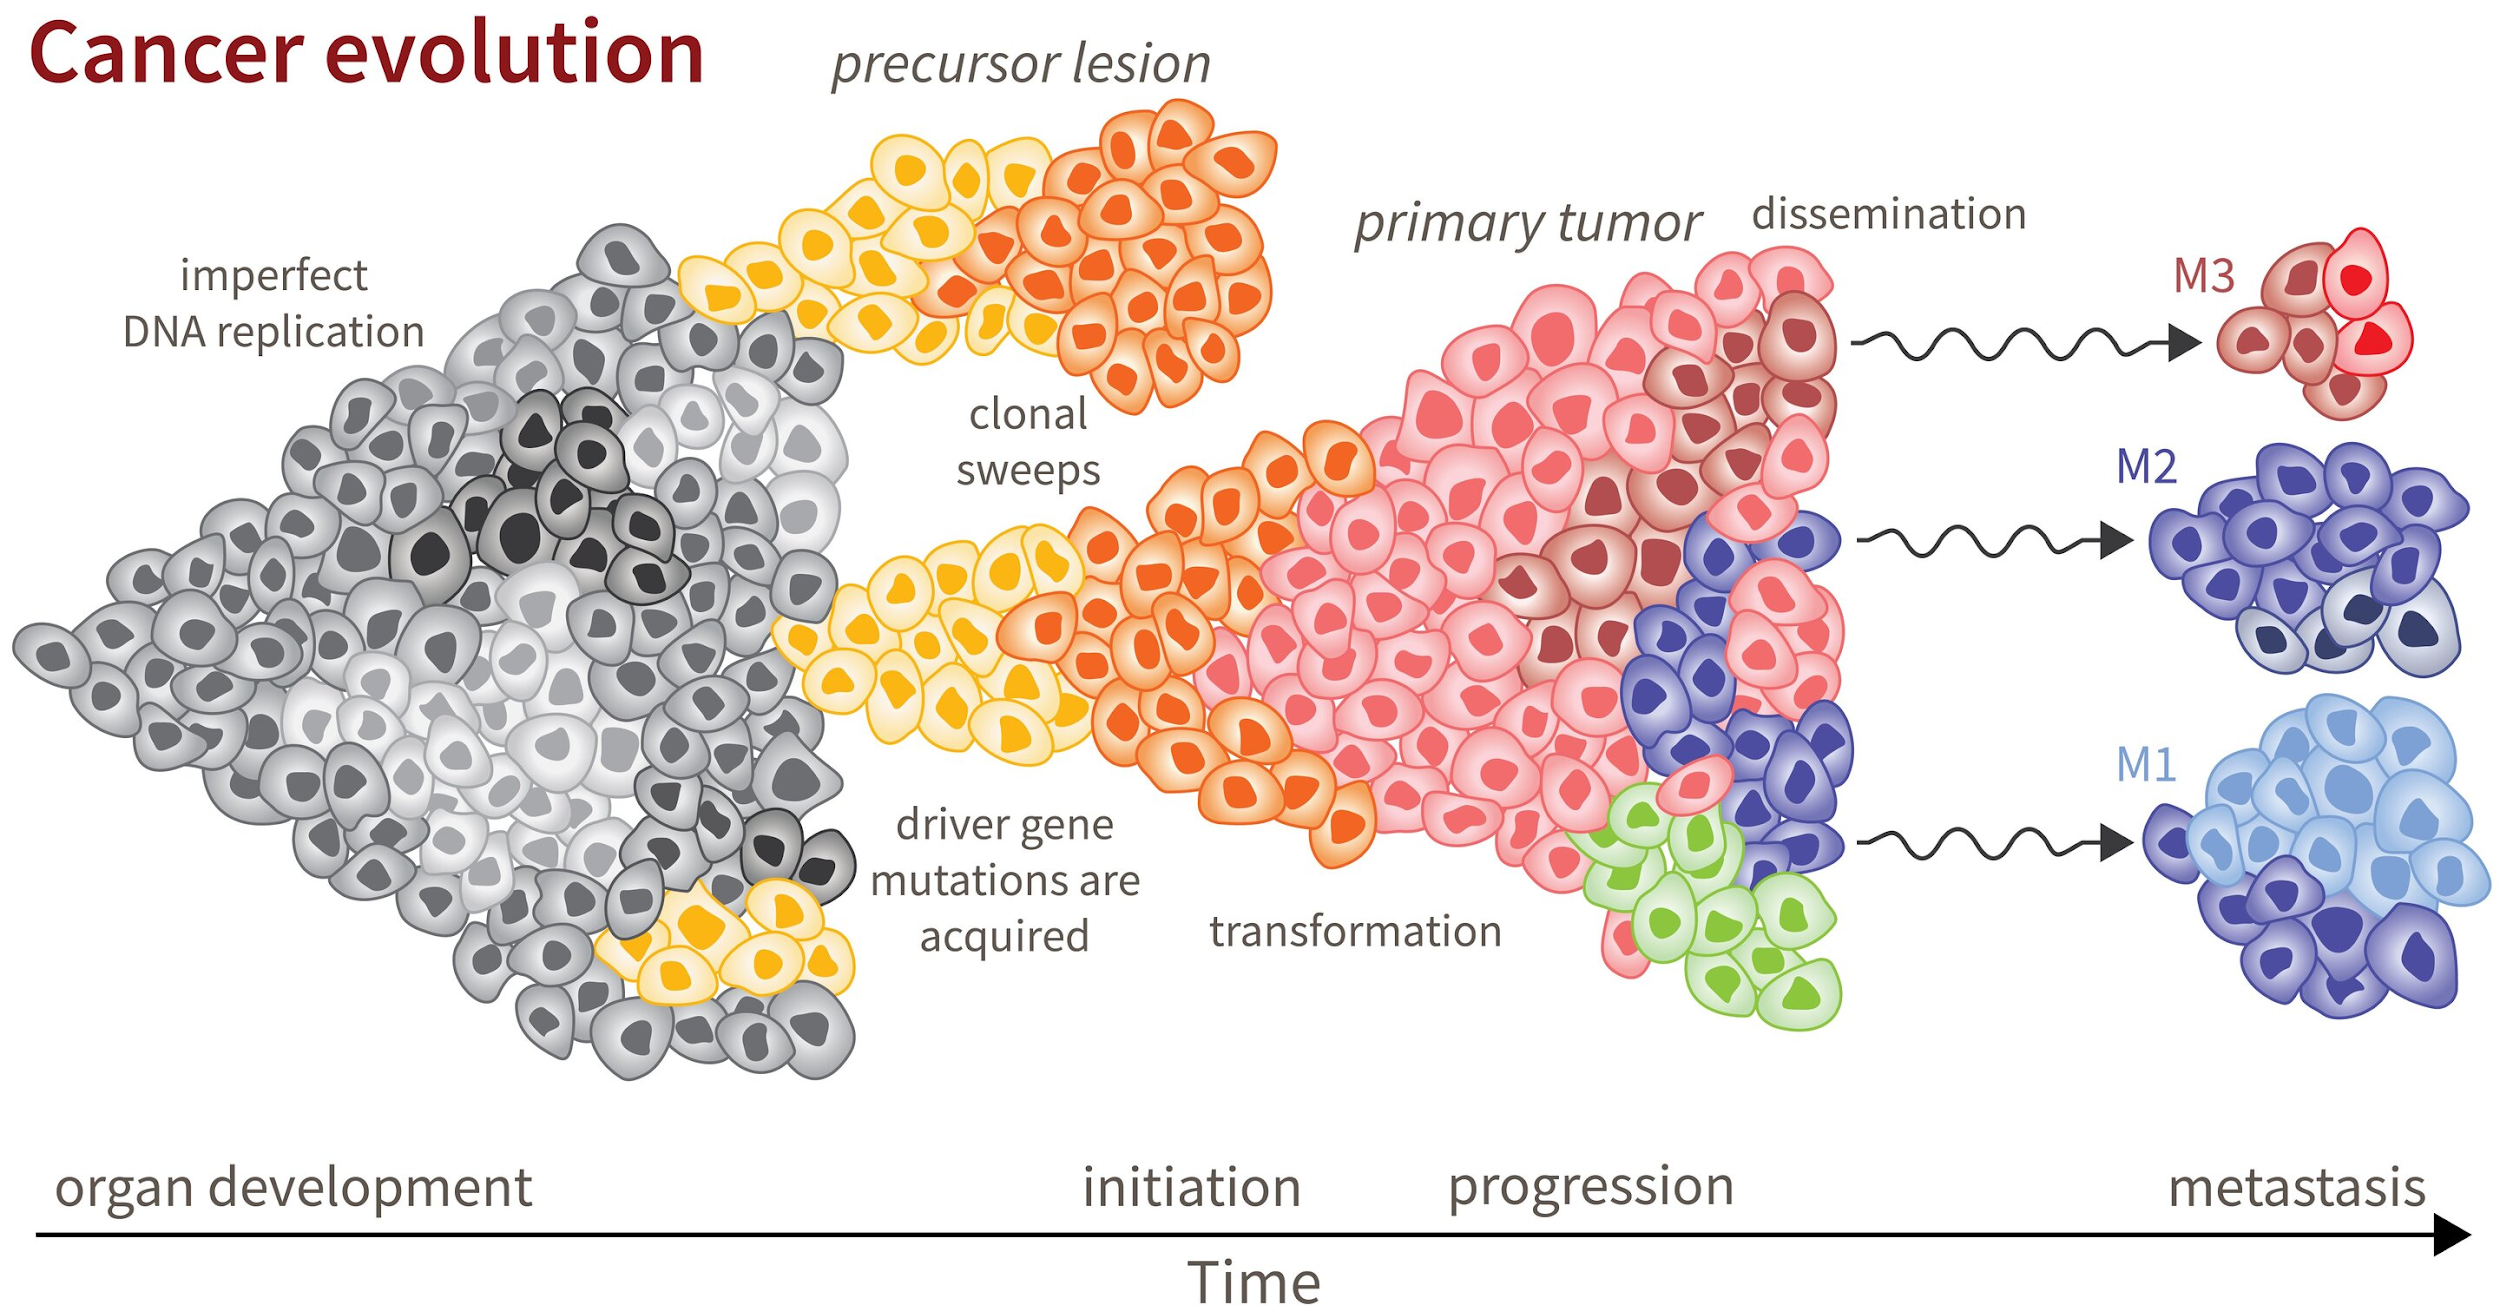 Cancer evolution
precursor lesion
imperfect
DNA replication
clonal
sweeps
driver gene
mutations are
acquired
primary tumor
transformation
dissemination
M3
M2
M1
organ development
initiation
progression
metastasis
Time